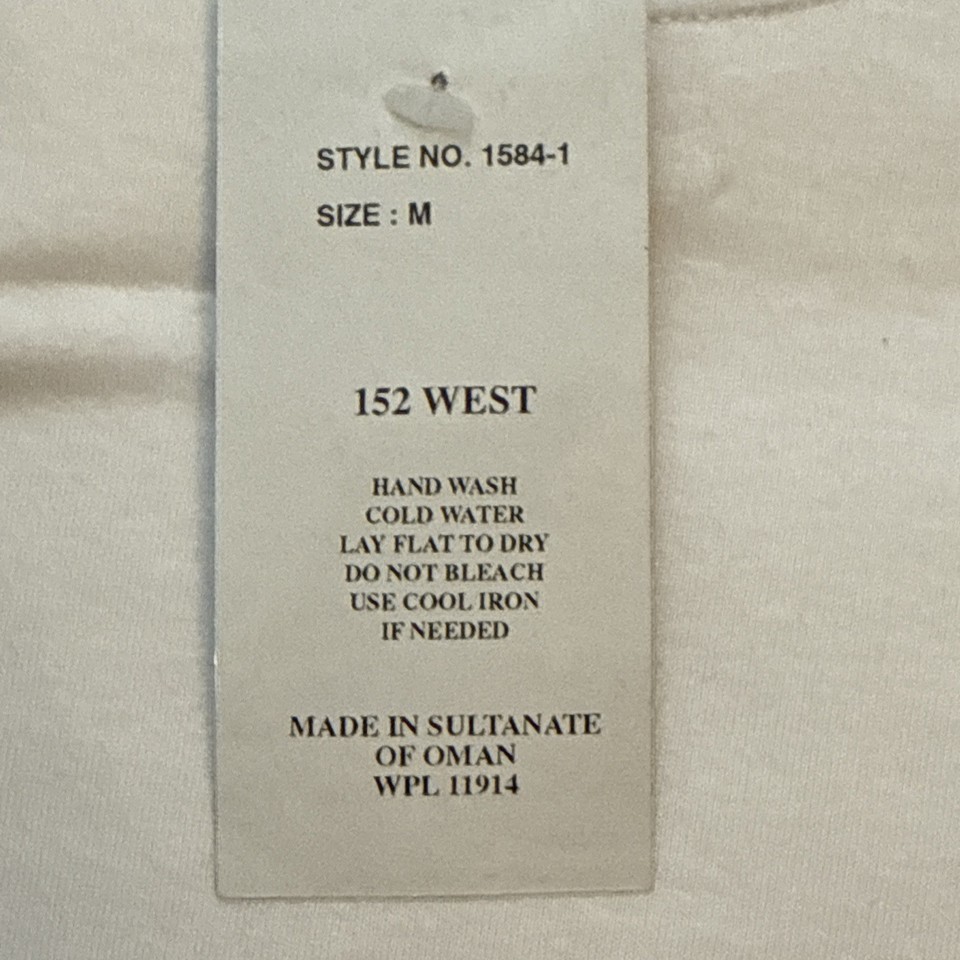 STYLE NO. 1584-1
SIZE : M
152 WEST
HAND WASH
COLD WATER
LAY FLAT TO DRY
DO NOT BLEACH
USE COOL IRON
IF NEEDED
MADE IN SULTANATE
OF OMAN
WPL 11914